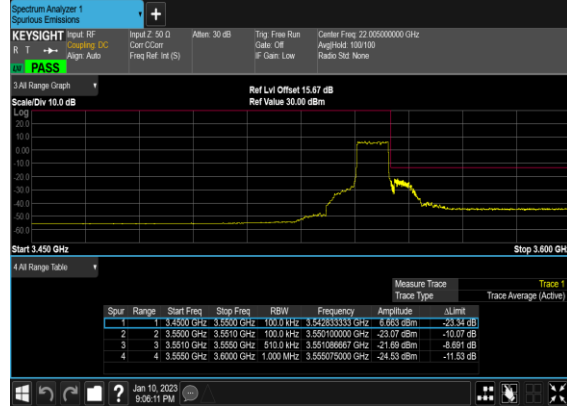 Spectrum Analyzer 1
Spurious Emissions
+
KEYSIGHT Input: RF Input Z: 50 Ω Atten: 30 dB Trig: Free Run Center Freq: 22.005000000 GHz
R T Coupling: DC Corr CCorr Gate: Off Avg|Hold: 100/100
Align: Auto Freq Ref: Int (S) IF Gain: Low Radio Std: None
PASS
3 All Range Graph
Ref Lvl Offset 15.67 dB
Scale/Div 10.0 dB Ref Value 30.00 dBm
Log
20.0
10.0
0.00
-10.0
-20.0
-30.0
-40.0
-50.0
-60.0
Start 3.450 GHz Stop 3.600 GHz
4 All Range Table
Measure Trace Trace 1
Trace Type Trace Average (Active)
Spur Range Start Freq Stop Freq RBW Frequency Amplitude ΔLimit
1 1 3.4500 GHz 3.5500 GHz 100.0 kHz 3.542833333 GHz 6.663 dBm -23.34 dB
2 2 3.5500 GHz 3.5510 GHz 100.0 kHz 3.550100000 GHz -23.07 dBm -10.07 dB
3 3 3.5510 GHz 3.5550 GHz 510.0 kHz 3.551086667 GHz -21.69 dBm -8.691 dB
4 4 3.5550 GHz 3.6000 GHz 1.000 MHz 3.555075000 GHz -24.53 dBm -11.53 dB
?
Jan 10, 2023
9:06:11 PM